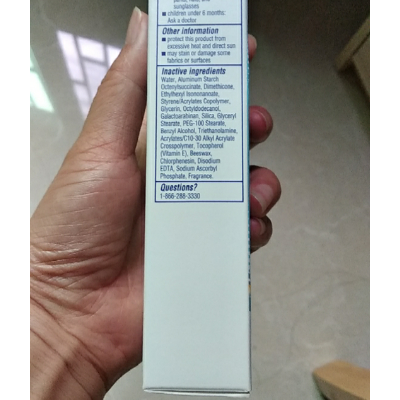 sunglasses
• children under 6 months:
Ask a doctor
Other information
• protect this product from
excessive heat and direct sun
• may stain or damage some
fabrics or surfaces
Inactive ingredients
Water, Aluminum Starch
Octenylsuccinate, Dimethicone,
Ethylhexyl Isononanoate,
Styrene/Acrylates Copolymer,
Glycerin, Octyldodecanol,
Galactoarabinan, Silica, Glyceryl
Stearate, PEG-100 Stearate,
Benzyl Alcohol, Triethanolamine,
Acrylates/C10-30 Alkyl Acrylate
Crosspolymer, Tocopherol
(Vitamin E), Beeswax,
Chlorphenesin, Disodium
EDTA, Sodium Ascorbyl
Phosphate, Fragrance.
Questions?
1-866-288-3330